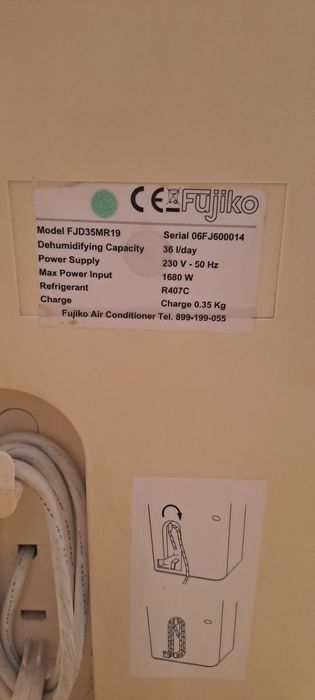 CE Fujiko
Model FJD35MR19 Serial 06FJ600014
Dehumidifying Capacity 36 l/day
Power Supply 230 V - 50 Hz
Max Power Input 1680 W
Refrigerant R407C
Charge Charge 0.35 Kg
Fujiko Air Conditioner Tel. 899-199-055